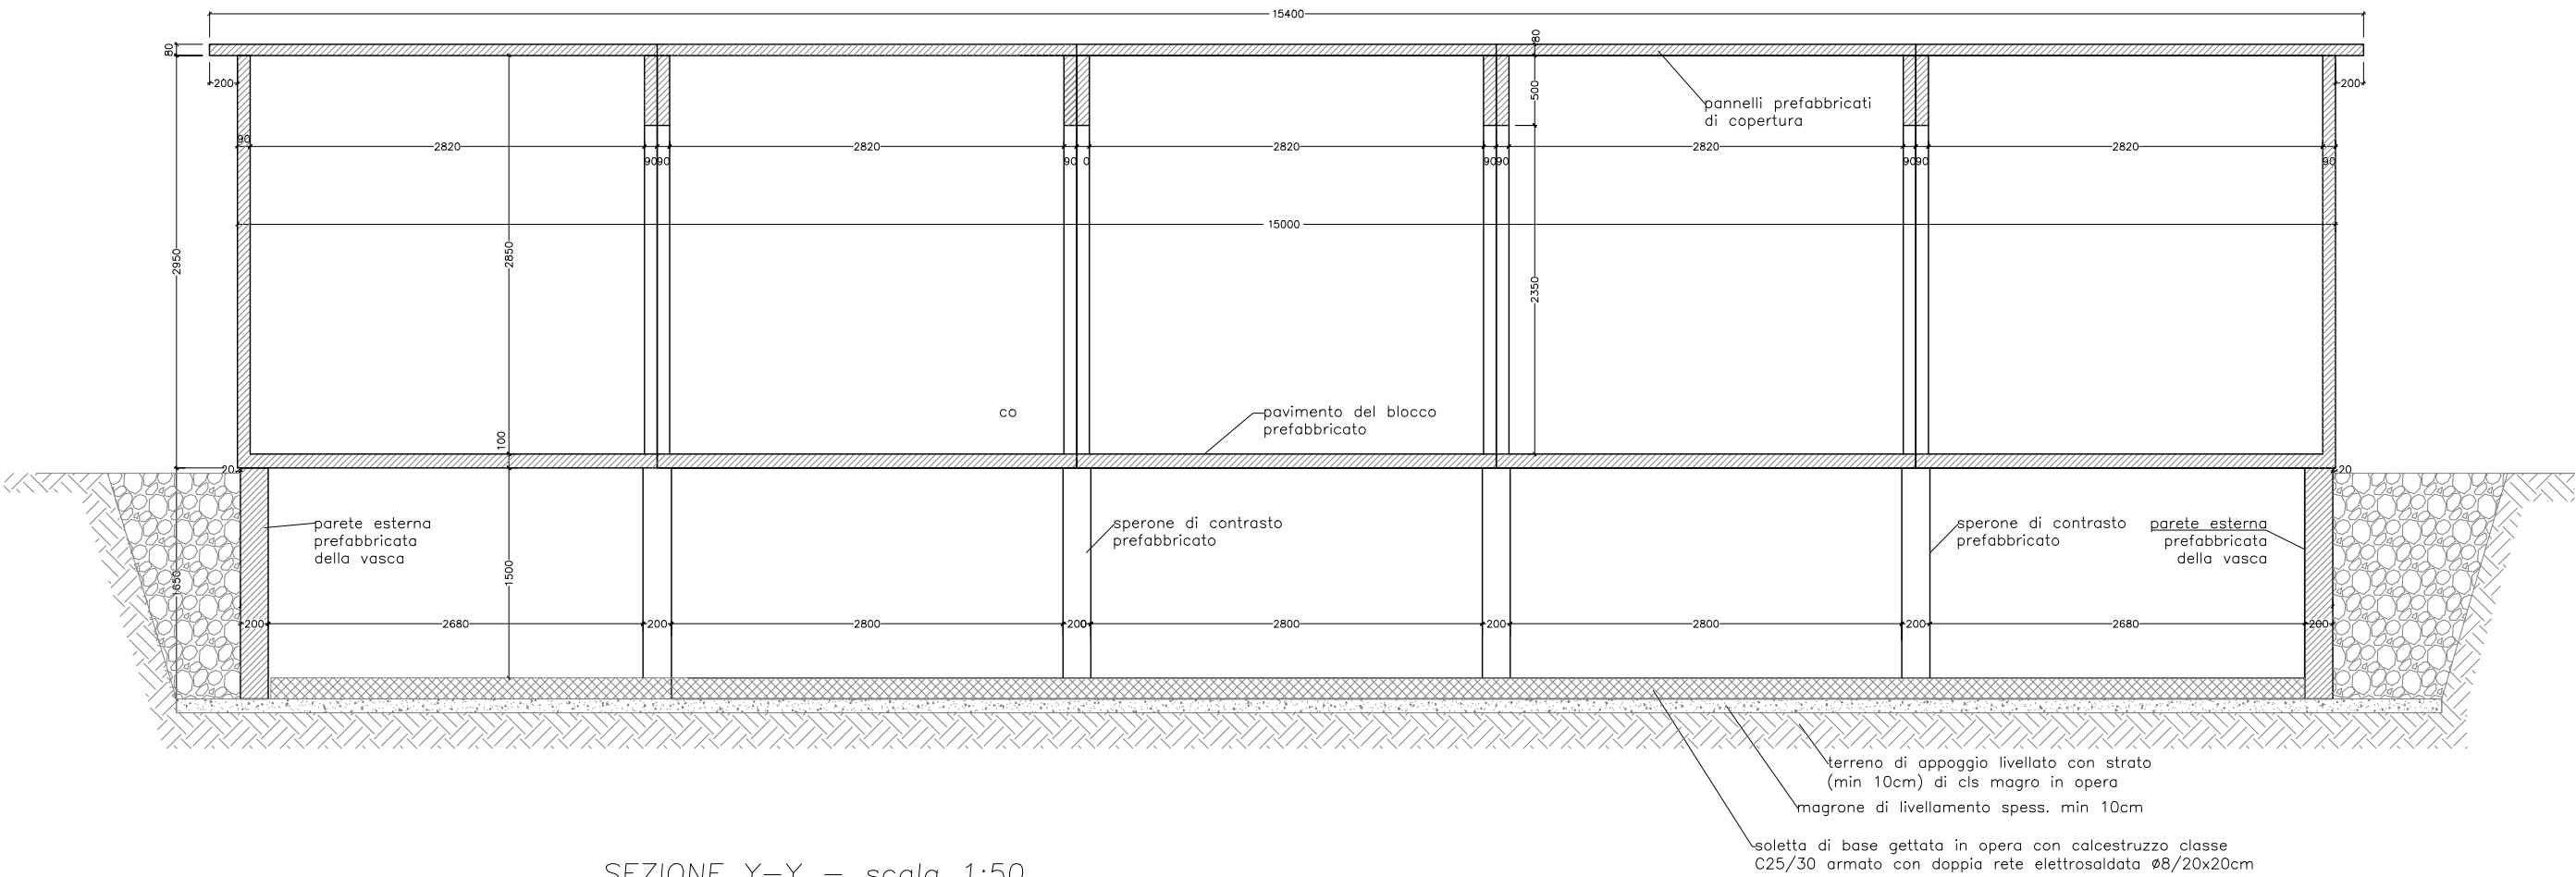 15400
80
80
200
200
500
pannelli prefabbricati
di copertura
90
2820
2820
2820
2820
2820
9090
90 0
9090
9090
90
15000
2950
2850
2350
co
pavimento del blocco
prefabbricato
100
20
20
parete esterna
prefabbricata
della vasca
sperone di contrasto
prefabbricato
sperone di contrasto
prefabbricato
parete esterna
prefabbricata
della vasca
1650
1500
200
2680
200
2800
200
2800
200
2800
200
2680
200
terreno di appoggio livellato con strato
(min 10cm) di cls magro in opera
magrone di livellamento spess. min 10cm
soletta di base gettata in opera con calcestruzzo classe
C25/30 armato con doppia rete elettrosaldata ø8/20x20cm
SEZIONE Y-Y - scala 1:50